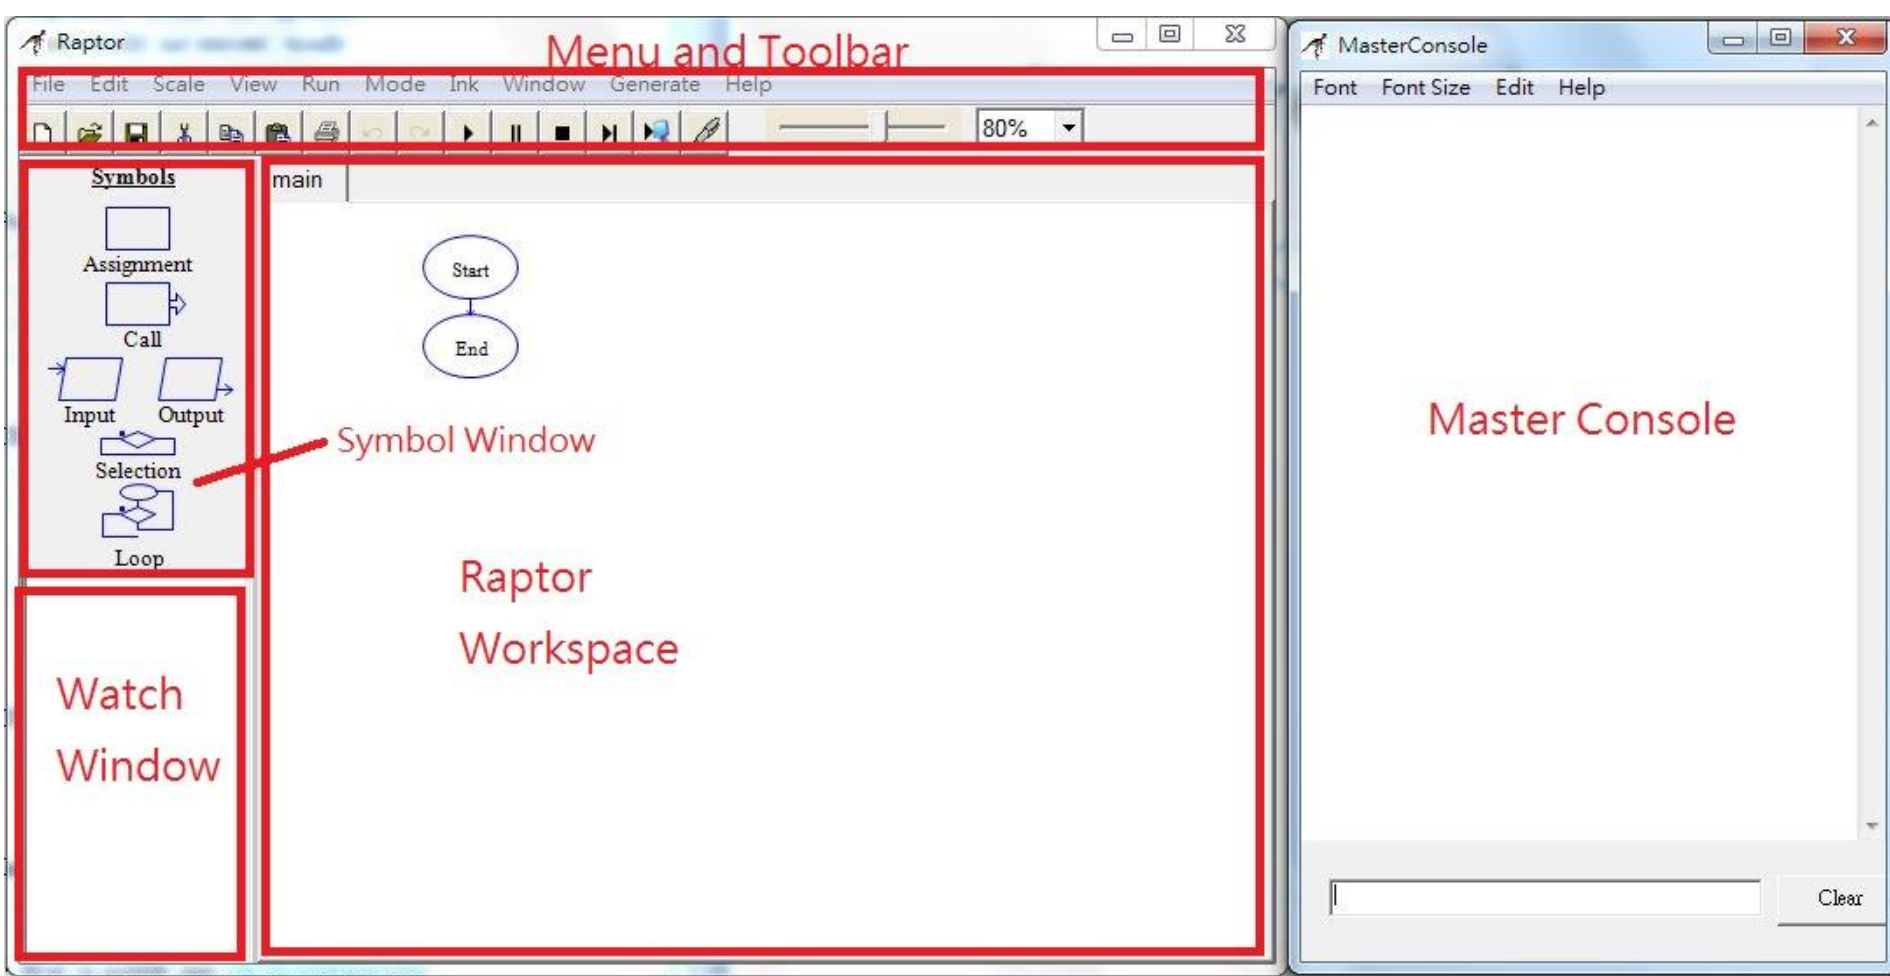 Raptor
Menu and Toolbar
File Edit Scale View Run Mode Ink Window Generate Help
80%
Symbols
Assignment
Call
Input Output
Selection
Loop
main
Start
End
Symbol Window
Raptor
Workspace
Watch
Window
MasterConsole
Font Font Size Edit Help
Master Console
Clear